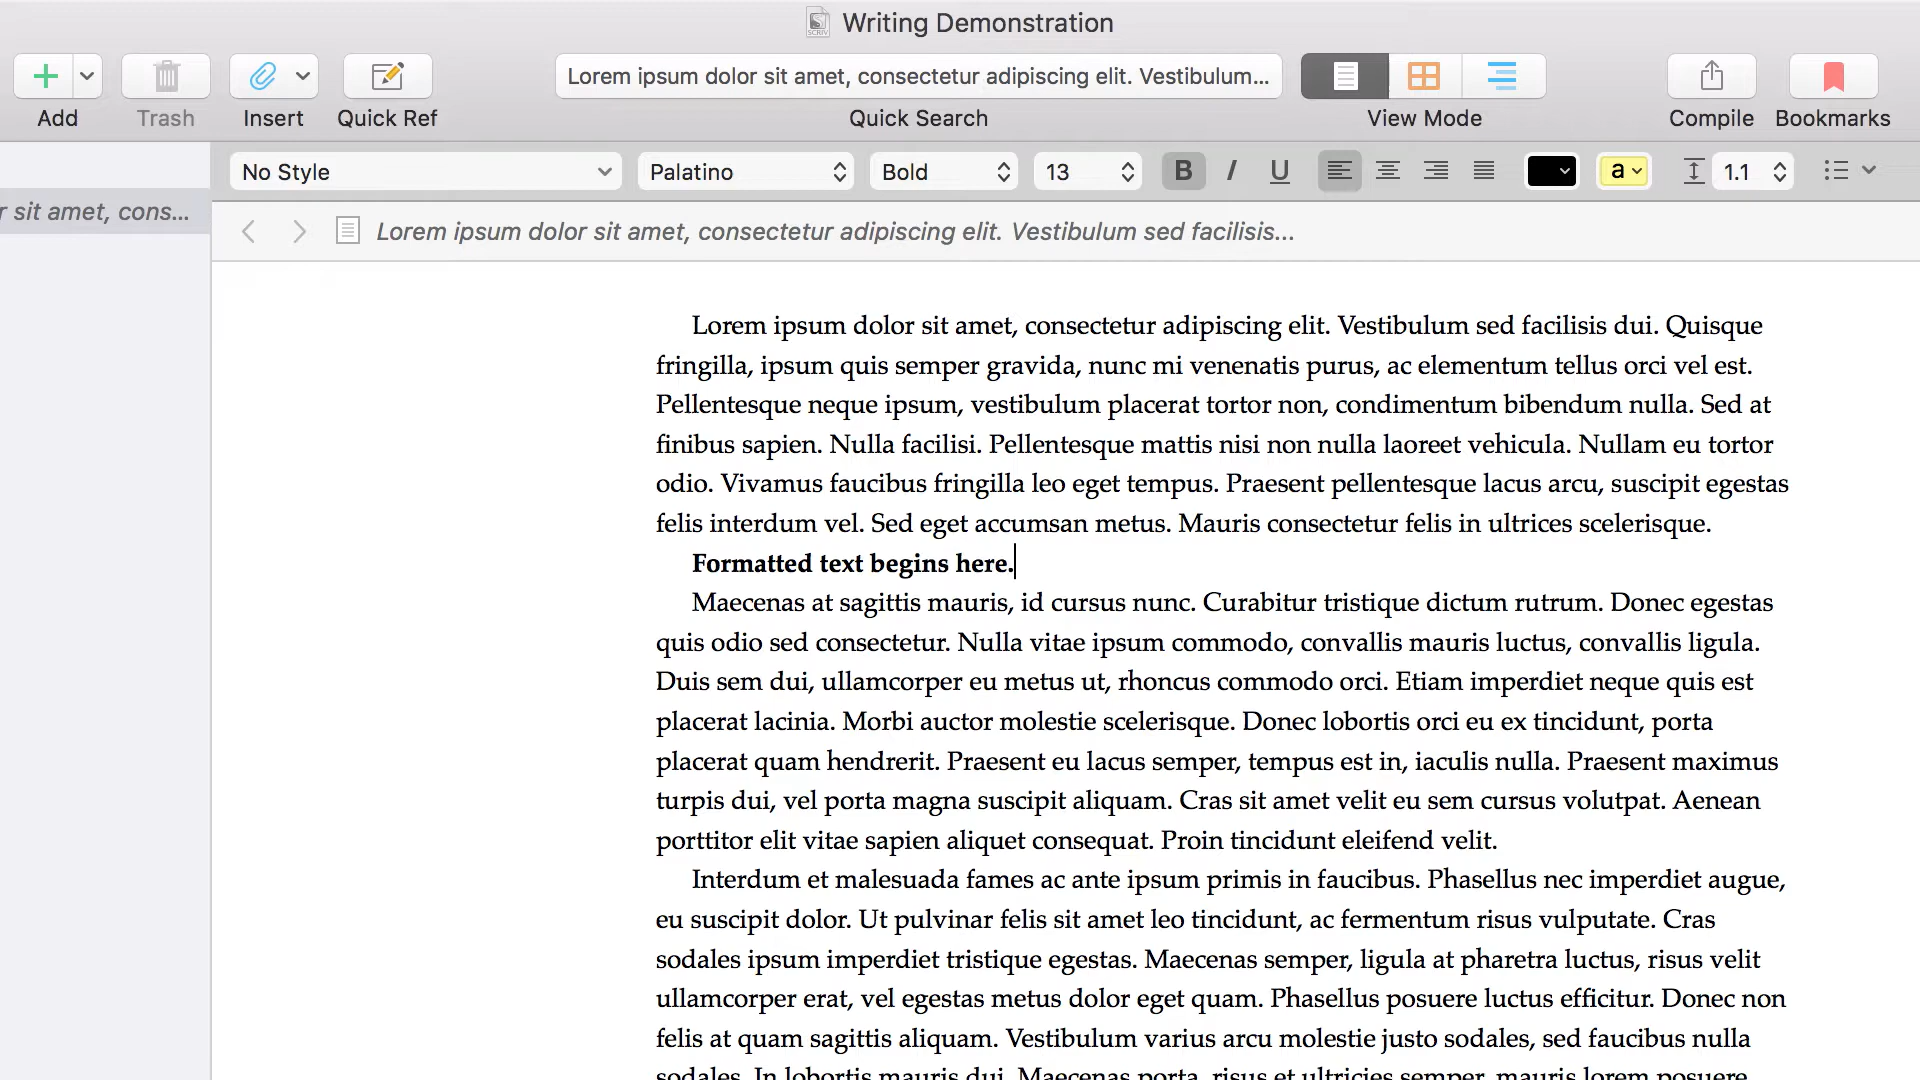 Writing Demonstration
Lorem ipsum dolor sit amet, consectetur adipiscing elit. Vestibulum...
Add
Trash
Insert
Quick Ref
Quick Search
View Mode
Compile
Bookmarks
No Style
Palatino
Bold
13
B I U
a
1.1
r sit amet, cons...
Lorem ipsum dolor sit amet, consectetur adipiscing elit. Vestibulum sed facilisis...
Lorem ipsum dolor sit amet, consectetur adipiscing elit. Vestibulum sed facilisis dui. Quisque
fringilla, ipsum quis semper gravida, nunc mi venenatis purus, ac elementum tellus orci vel est.
Pellentesque neque ipsum, vestibulum placerat tortor non, condimentum bibendum nulla. Sed at
finibus sapien. Nulla facilisi. Pellentesque mattis nisi non nulla laoreet vehicula. Nullam eu tortor
odio. Vivamus faucibus fringilla leo eget tempus. Praesent pellentesque lacus arcu, suscipit egestas
felis interdum vel. Sed eget accumsan metus. Mauris consectetur felis in ultrices scelerisque.
Formatted text begins here.
Maecenas at sagittis mauris, id cursus nunc. Curabitur tristique dictum rutrum. Donec egestas
quis odio sed consectetur. Nulla vitae ipsum commodo, convallis mauris luctus, convallis ligula.
Duis sem dui, ullamcorper eu metus ut, rhoncus commodo orci. Etiam imperdiet neque quis est
placerat lacinia. Morbi auctor molestie scelerisque. Donec lobortis orci eu ex tincidunt, porta
placerat quam hendrerit. Praesent eu lacus semper, tempus est in, iaculis nulla. Praesent maximus
turpis dui, vel porta magna suscipit aliquam. Cras sit amet velit eu sem cursus volutpat. Aenean
porttitor elit vitae sapien aliquet consequat. Proin tincidunt eleifend velit.
Interdum et malesuada fames ac ante ipsum primis in faucibus. Phasellus nec imperdiet augue,
eu suscipit dolor. Ut pulvinar felis sit amet leo tincidunt, ac fermentum risus vulputate. Cras
sodales ipsum imperdiet tristique egestas. Maecenas semper, ligula at pharetra luctus, risus velit
ullamcorper erat, vel egestas metus dolor eget quam. Phasellus posuere luctus efficitur. Donec non
felis at quam sagittis aliquam. Vestibulum varius arcu molestie justo sodales, sed faucibus nulla
sodales. In lobortis mauris dui. Maecenas porta, risus et ultricies semper, mauris lorem posuere